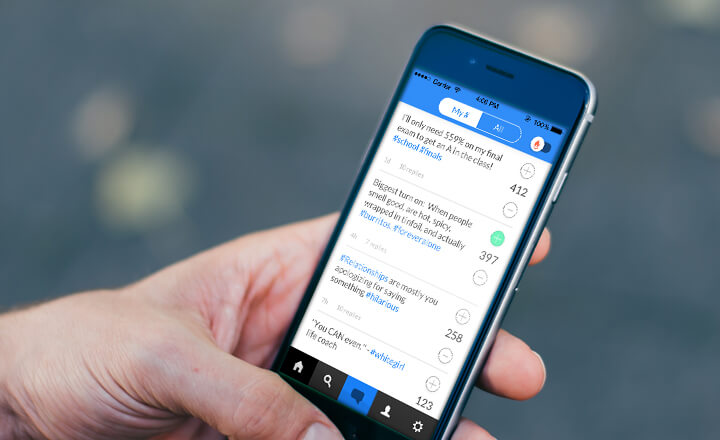 Carrier 4:08 PM 100%
My # All
I'll only need 559% on my final
exam to get an A in the class!
#school #finals
1d 10 replies
412
Biggest turn on: When people
smell good, are hot, spicy,
wrapped in tinfoil, and actually
#burritos. #foreveralone
4h 7 replies
397
#Relationships are mostly you
apologizing for saying
something #hilarious
7h 10 replies
258
"You CAN even." - #whitegirl
life coach
123